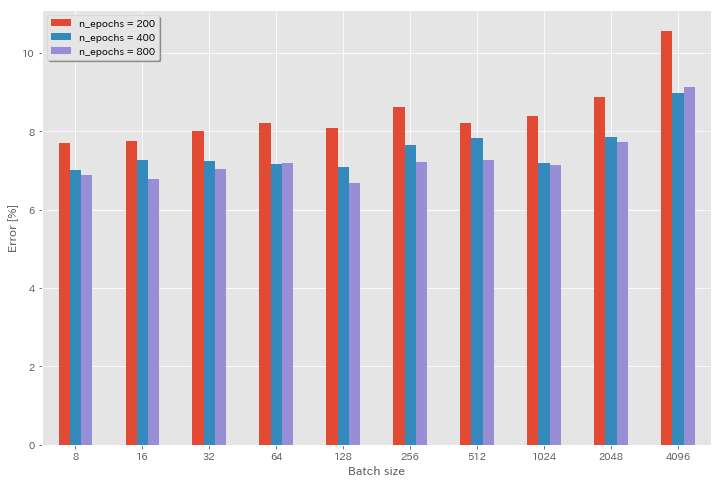 n_epochs = 200
n_epochs = 400
n_epochs = 800
Error [%]
10
8
6
4
2
0
8 16 32 64 128 256 512 1024 2048 4096
Batch size